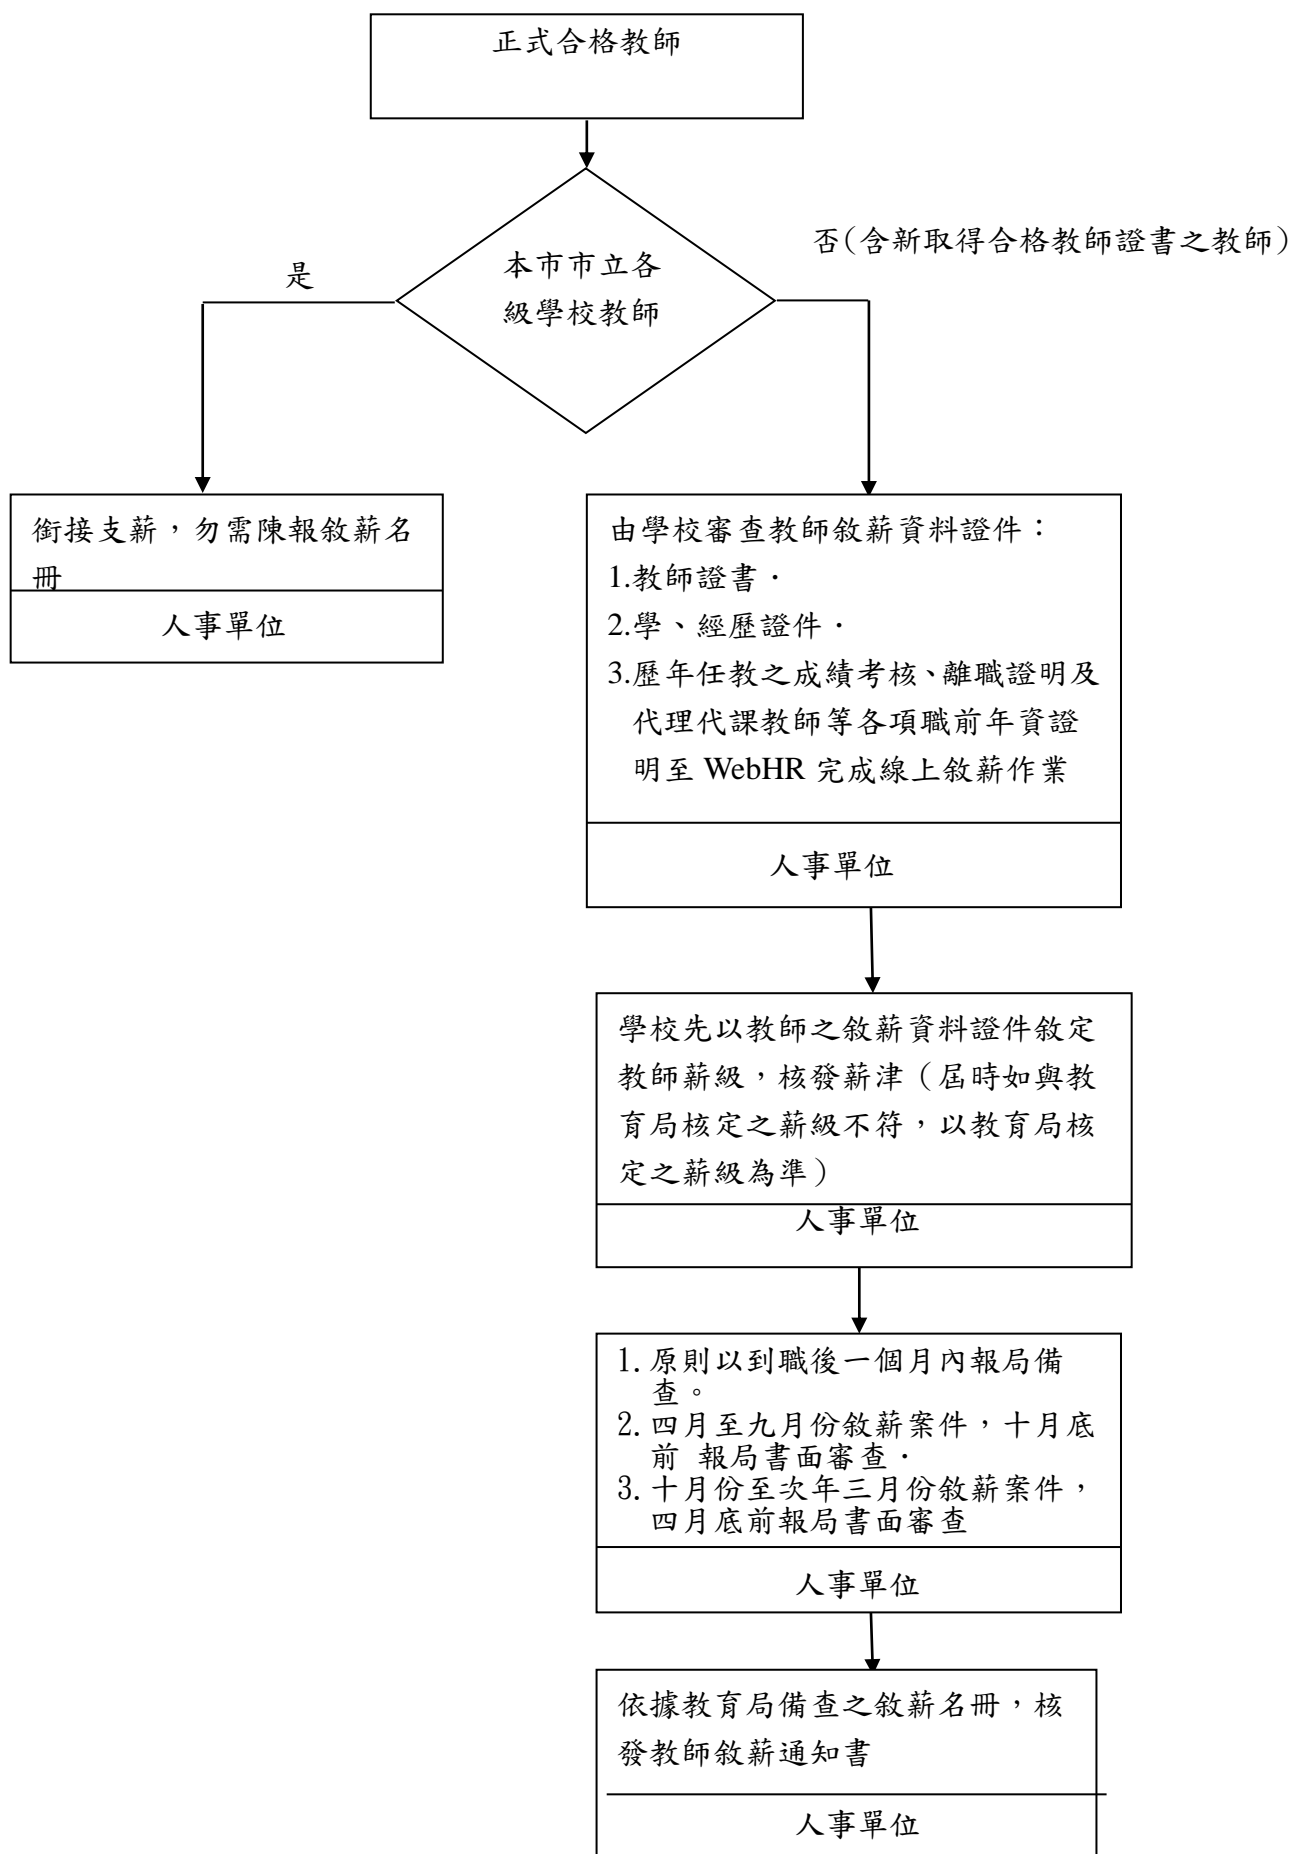 正式合格教師
本市市立各
級學校教師
是
否(含新取得合格教師證書之教師)
銜接支薪，勿需陳報敘薪名
冊
人事單位
由學校審查教師敘薪資料證件：
1.教師證書．
2.學、經歷證件．
3.歷年任教之成績考核、離職證明及
代理代課教師等各項職前年資證
明至 WebHR 完成線上敘薪作業
人事單位
學校先以教師之敘薪資料證件敘定
教師薪級，核發薪津（屆時如與教
育局核定之薪級不符，以教育局核
定之薪級為準）
人事單位
1. 原則以到職後一個月內報局備
查。
2. 四月至九月份敘薪案件，十月底
前 報局書面審查．
3. 十月份至次年三月份敘薪案件，
四月底前報局書面審查
人事單位
依據教育局備查之敘薪名冊，核
發教師敘薪通知書
人事單位